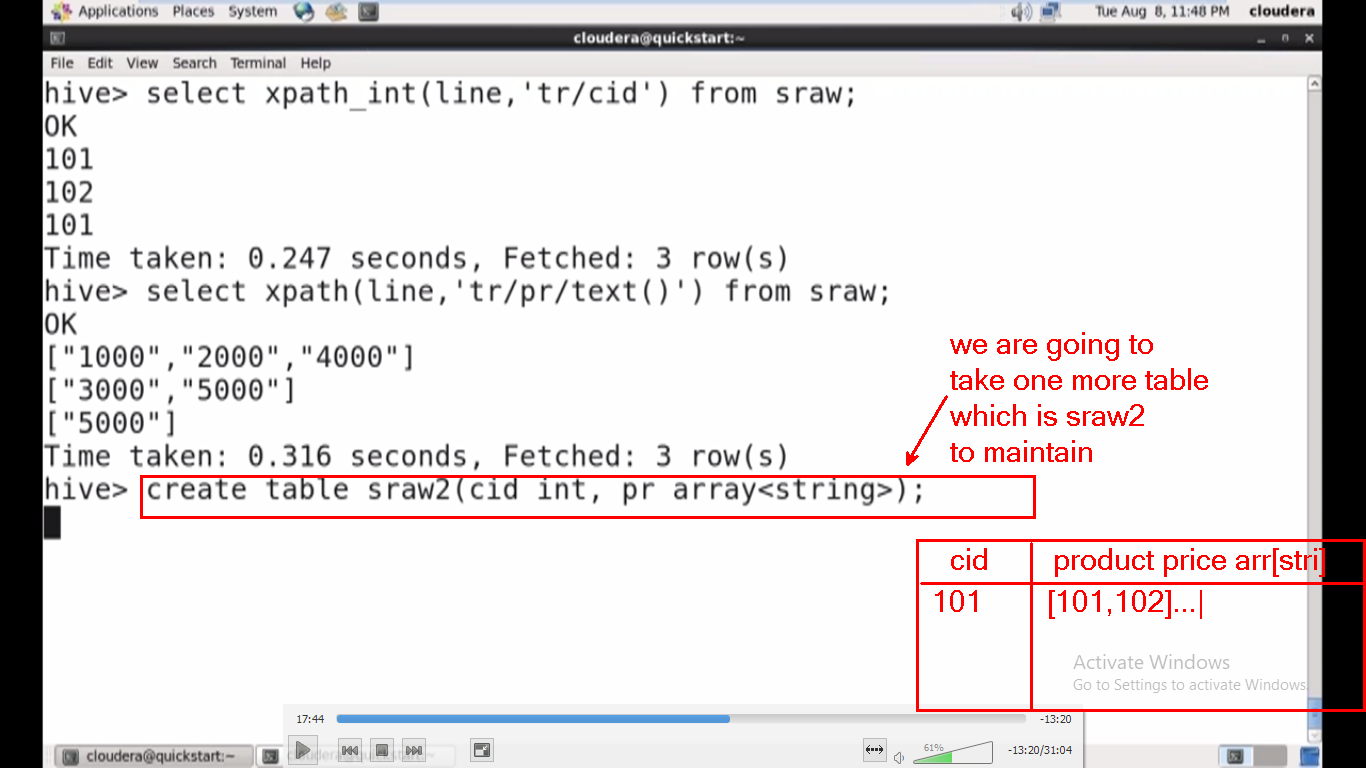 Applications Places System
Tue Aug 8, 11:48 PM cloudera
cloudera@quickstart:~
File Edit View Search Terminal Help
hive> select xpath_int(line,'tr/cid') from sraw;
OK
101
102
101
Time taken: 0.247 seconds, Fetched: 3 row(s)
hive> select xpath(line,'tr/pr/text()') from sraw;
OK
["1000","2000","4000"]
["3000","5000"]
["5000"]
Time taken: 0.316 seconds, Fetched: 3 row(s)
hive> create table sraw2(cid int, pr array<string>);
we are going to
take one more table
which is sraw2
to maintain
cid product price arr[stri]
101 [101,102]...|
Activate Windows
Go to Settings to activate Windows.
17:44 -13:20
61% -13:20/31:04
cloudera@quickstart:~ cloudera@quickstart:~